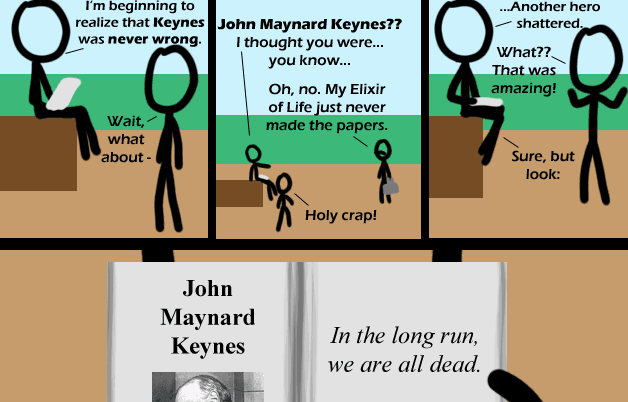 I'm beginning to
realize that Keynes
was never wrong.
Wait,
what
about -
John Maynard Keynes??
I thought you were...
you know...
Oh, no. My Elixir
of Life just never
made the papers.
Holy crap!
...Another hero
shattered.
What??
That was
amazing!
Sure, but
look:
John
Maynard
Keynes
In the long run,
we are all dead.